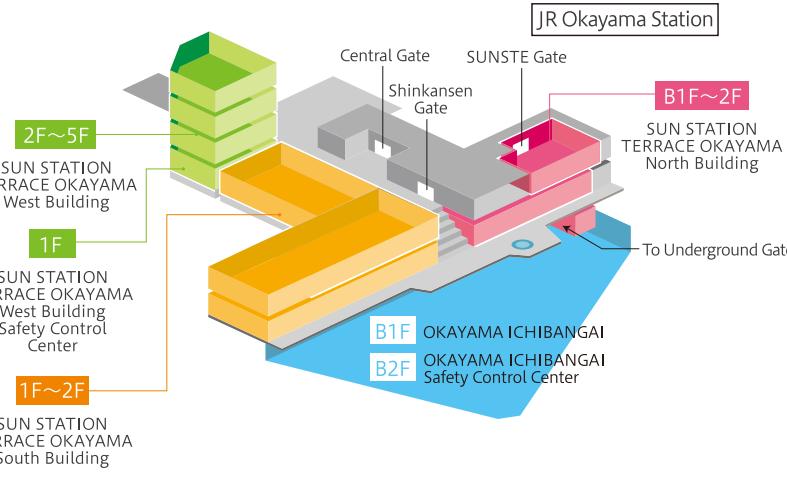 JR Okayama Station
Central Gate
SUNSTE Gate
Shinkansen
Gate
B1F～2F
SUN STATION
TERRACE OKAYAMA
North Building
2F～5F
SUN STATION
RRACE OKAYAMA
West Building
1F
SUN STATION
RRACE OKAYAMA
West Building
Safety Control
Center
To Underground Gate
B1F OKAYAMA ICHIBANGAI
B2F OKAYAMA ICHIBANGAI
Safety Control Center
1F～2F
SUN STATION
RRACE OKAYAMA
South Building